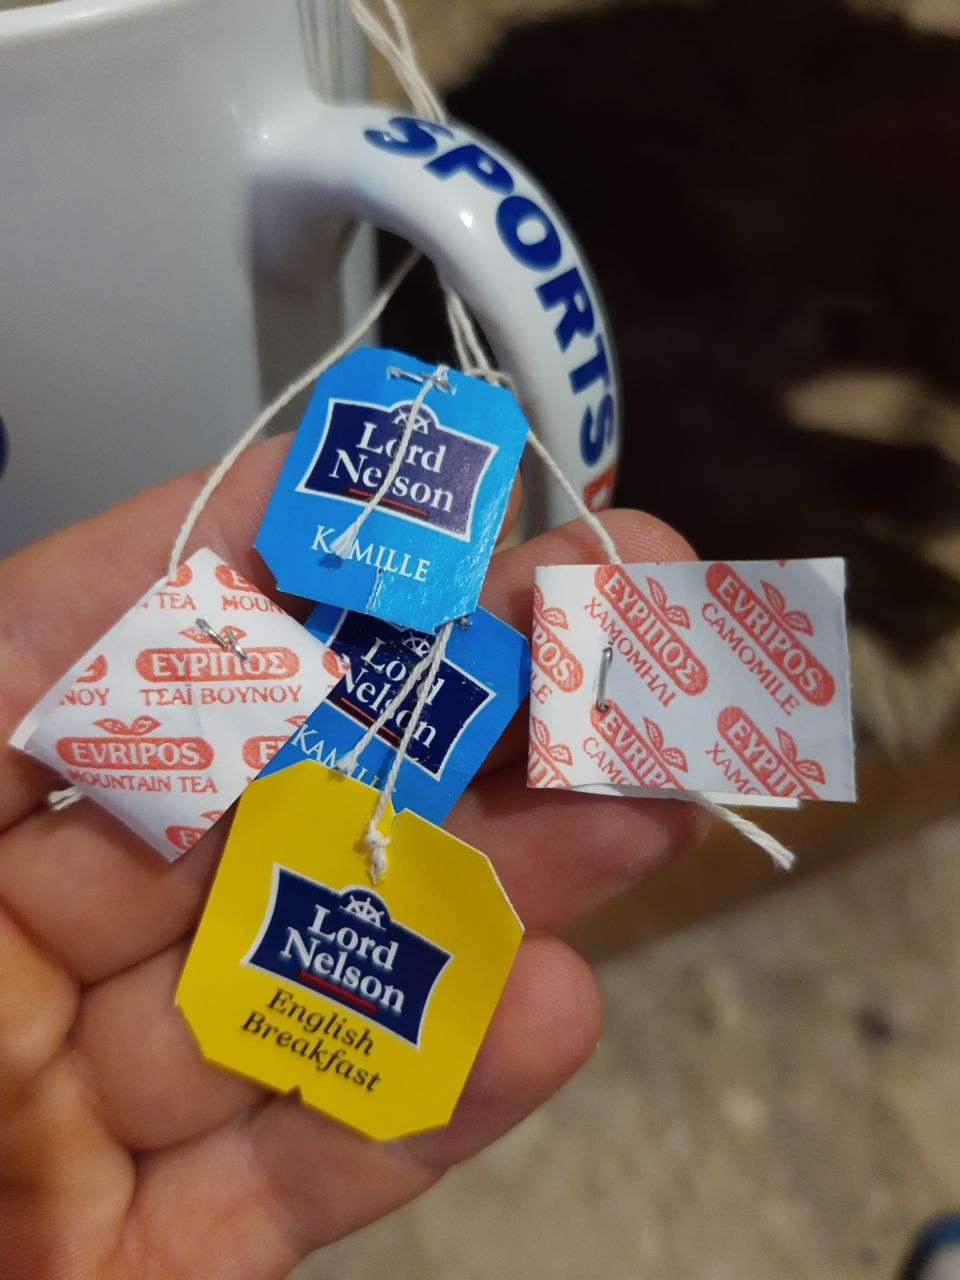 SPORTS
Lord
Nelson
KAMILLE
Lord
Nelson
TEA
ΕΥΡΙΠΟΣ
ΤΣΑΪ ΒΟΥΝΟΥ
EVRIPOS
MOUNTAIN TEA
ΕΥΡΙΠΟΣ
ΧΑΜΟΜΗΛΙ
EVRIPOS
CAMOMILE
Lord
Nelson
English
Breakfast